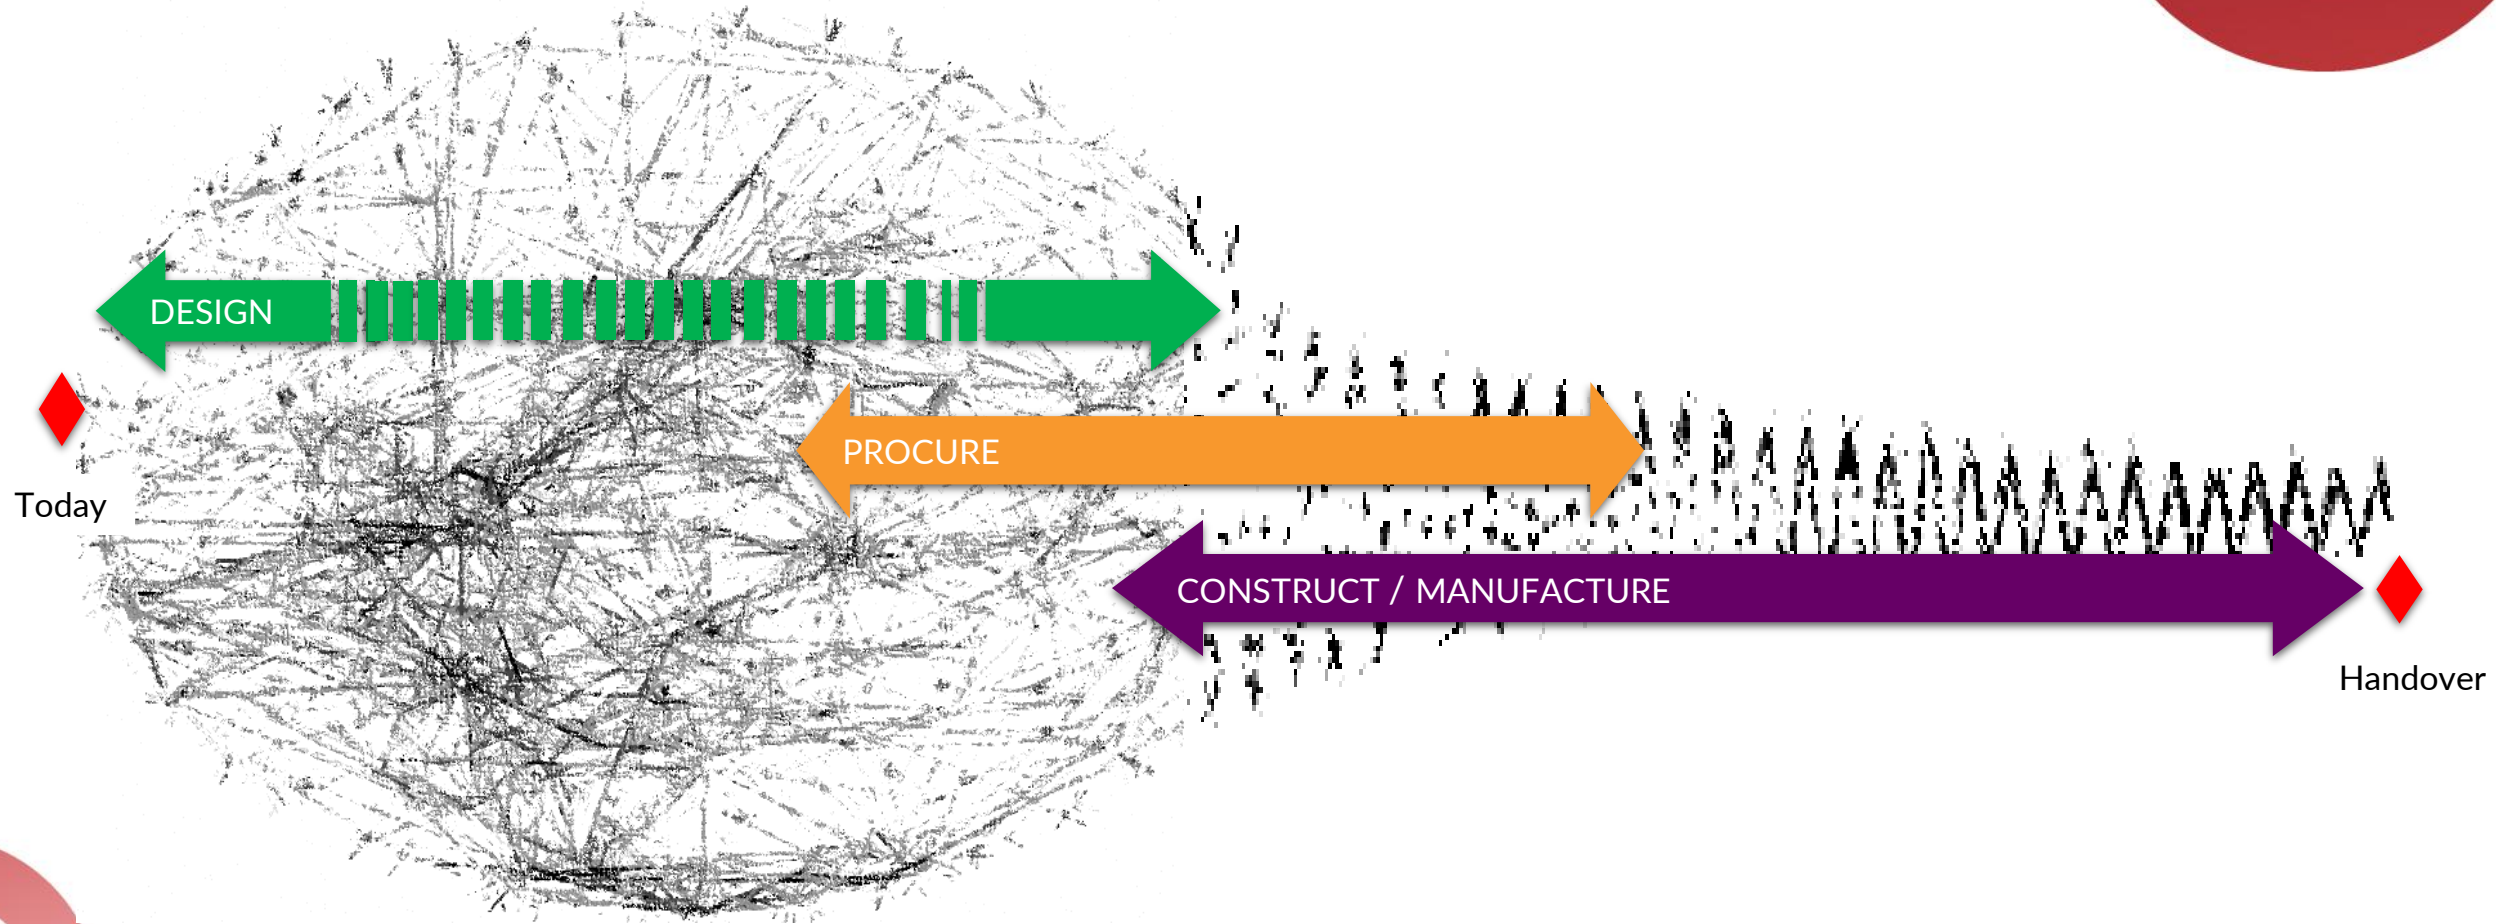 DESIGN
PROCURE
Today
CONSTRUCT / MANUFACTURE
Handover